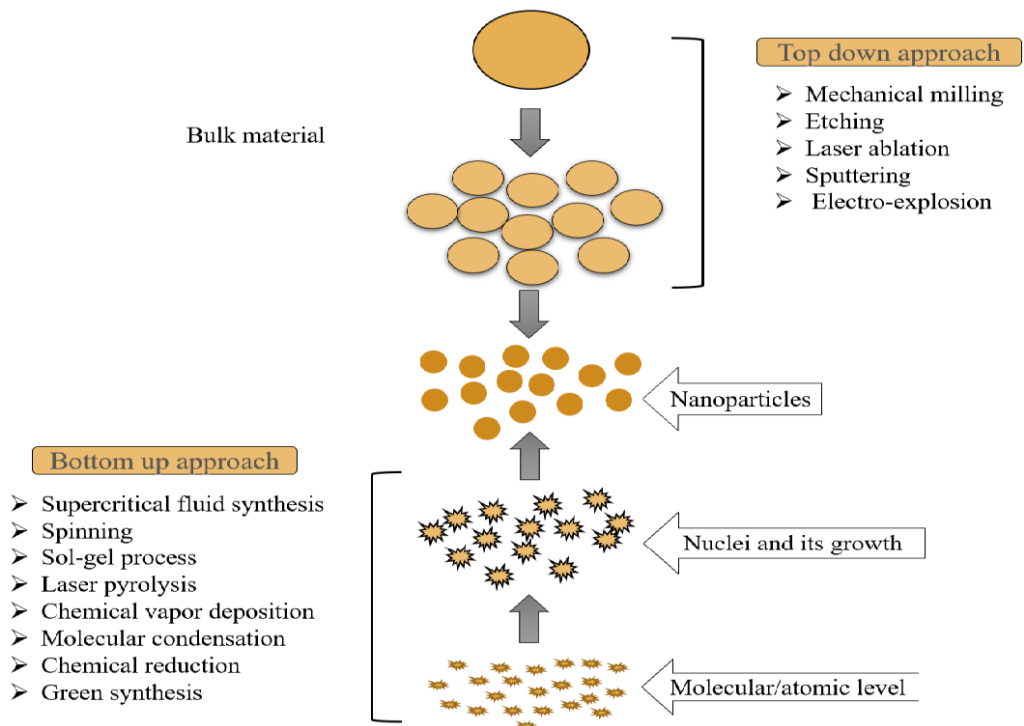 Top down approach
➢ Mechanical milling
➢ Etching
➢ Laser ablation
➢ Sputtering
➢ Electro-explosion
Bulk material
Nanoparticles
Bottom up approach
➢ Supercritical fluid synthesis
➢ Spinning
➢ Sol-gel process
➢ Laser pyrolysis
➢ Chemical vapor deposition
➢ Molecular condensation
➢ Chemical reduction
➢ Green synthesis
Nuclei and its growth
Molecular/atomic level